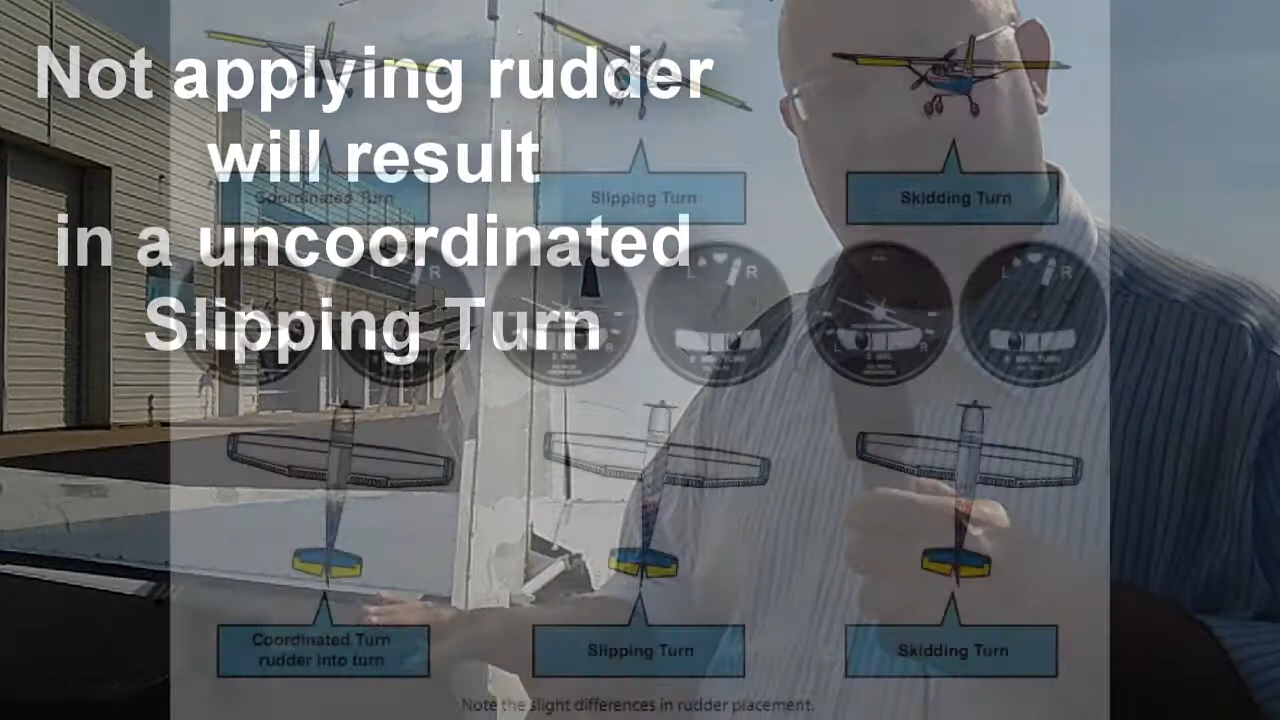 Not applying rudder
will result
in a uncoordinated
Slipping Turn
Coordinated Turn
Slipping Turn
Skidding Turn
L R
L R
L R
Coordinated Turn
rudder into turn
Slipping Turn
Skidding Turn
Note the slight differences in rudder placement.